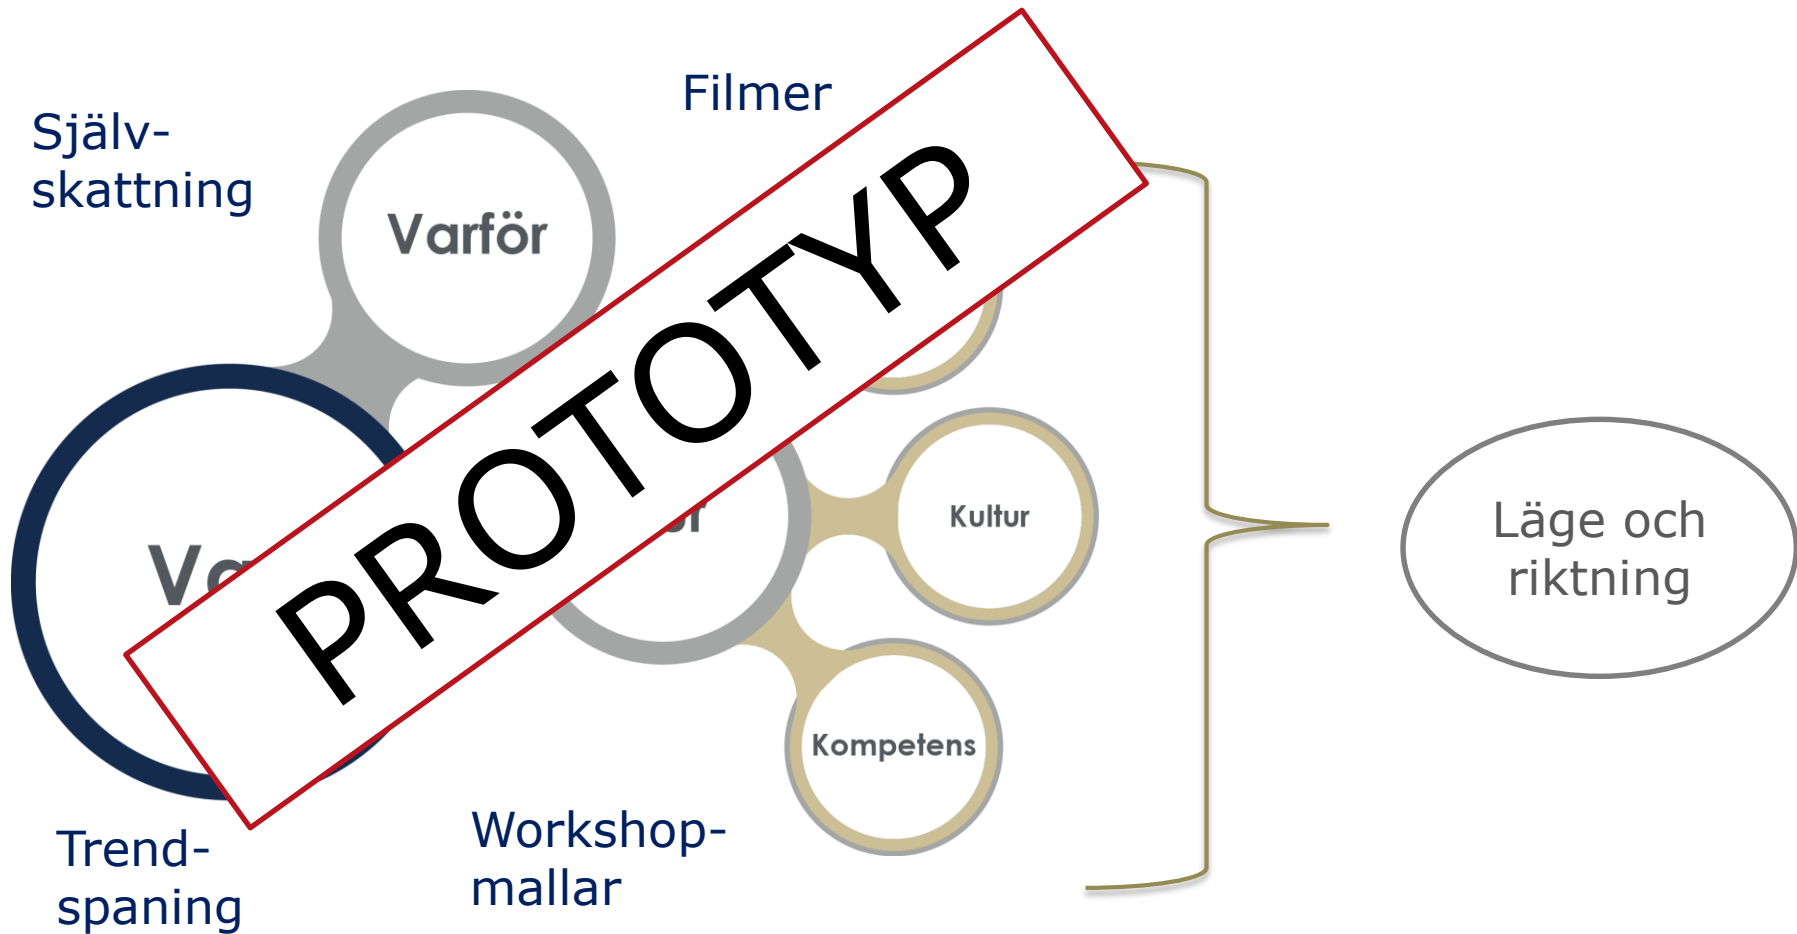 Filmer
Själv-
skattning
Varför
PROTOTYP
Kultur
Läge och
riktning
Kompetens
Workshop-
mallar
Trend-
spaning